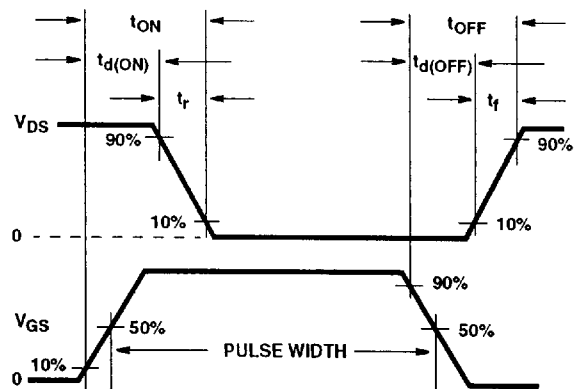 tON
tOFF
td(ON)
td(OFF)
tr
tf
VDS
90%
90%
10%
10%
0
90%
VGS
50%
PULSE WIDTH
50%
10%
0